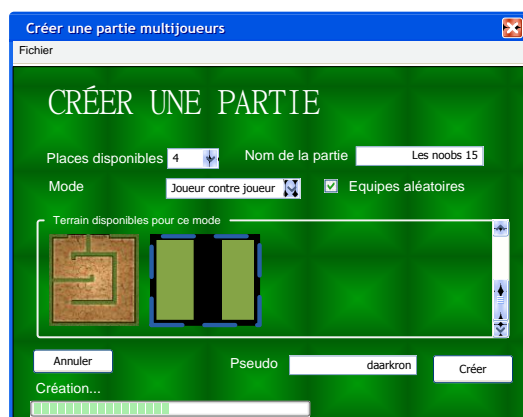 Créer une partie multijoueurs
Fichier
CRÉER UNE PARTIE
Places disponibles 4 Nom de la partie Les noobs 15
Mode Joueur contre joueur Equipes aléatoires
Terrain disponibles pour ce mode
Annuler Pseudo daarkron Créer
Création...